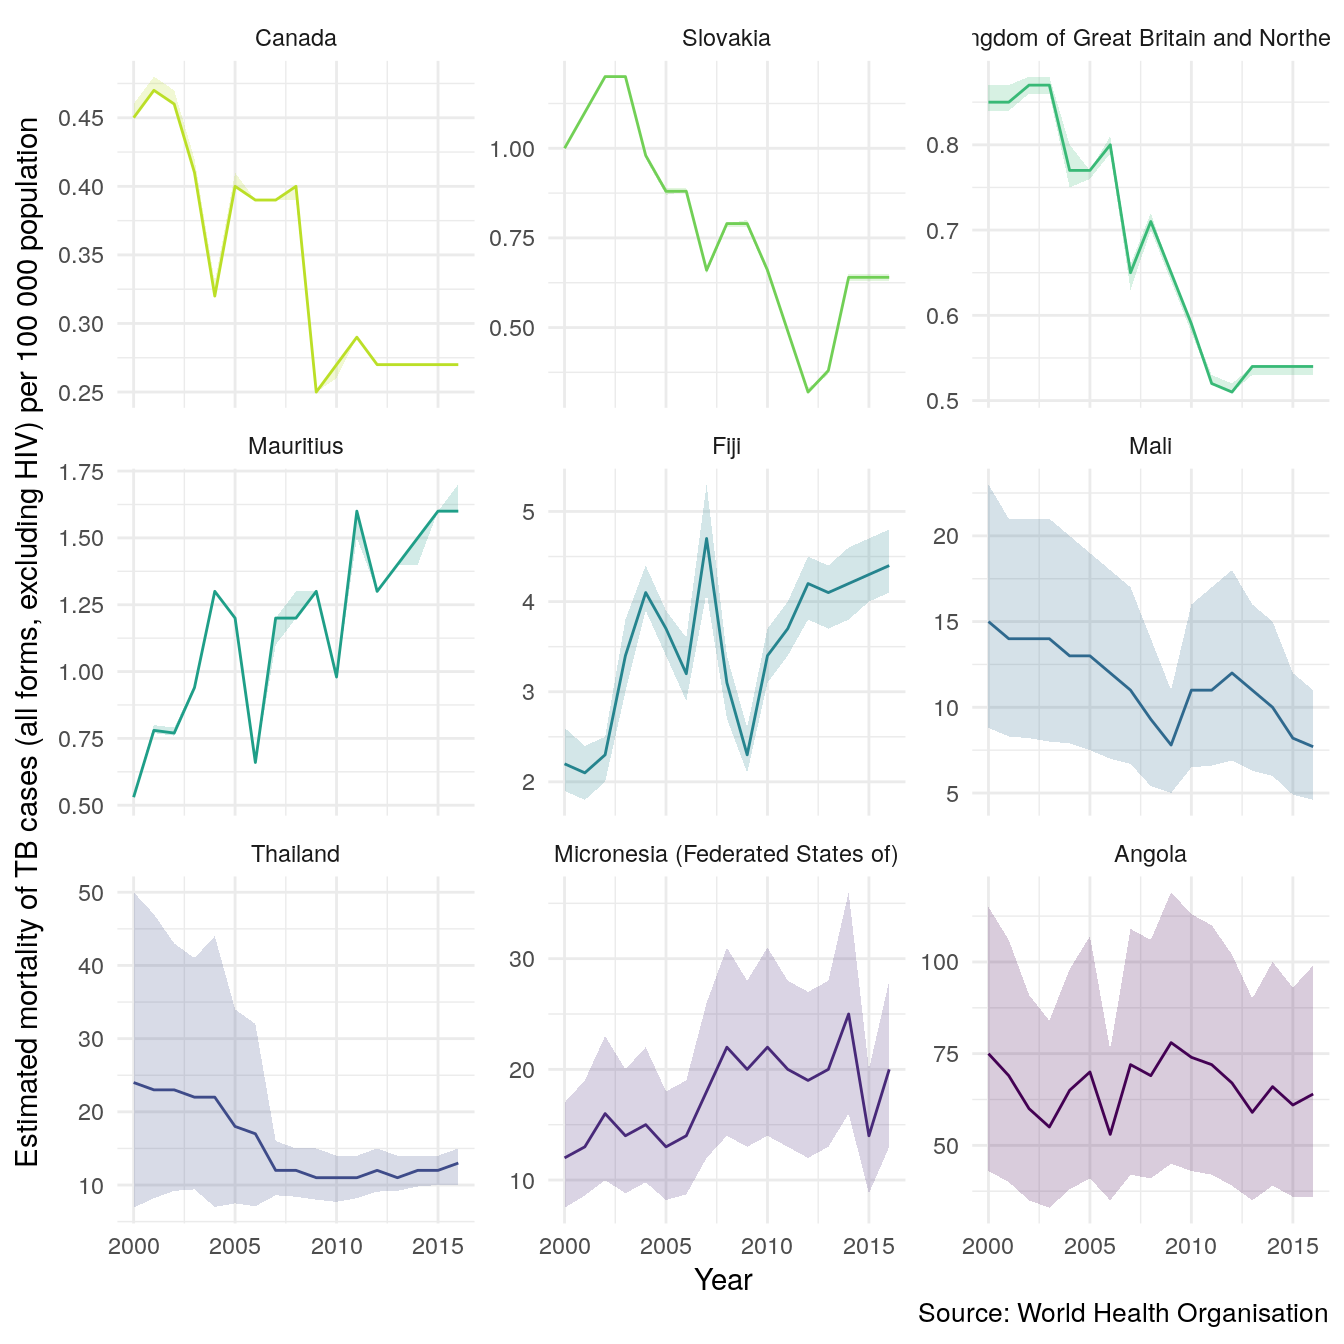 Canada
Slovakia
ngdom of Great Britain and Northe
0.45
0.40
0.35
0.30
0.25
1.00
0.75
0.50
0.8
0.7
0.6
0.5
Mauritius
Fiji
Mali
1.75
1.50
1.25
1.00
0.75
0.50
5
4
3
2
20
15
10
5
Thailand
Micronesia (Federated States of)
Angola
50
40
30
20
10
30
20
10
100
75
50
2000 2005 2010 2015
2000 2005 2010 2015
2000 2005 2010 2015
Estimated mortality of TB cases (all forms, excluding HIV) per 100 000 population
Year
Source: World Health Organisation